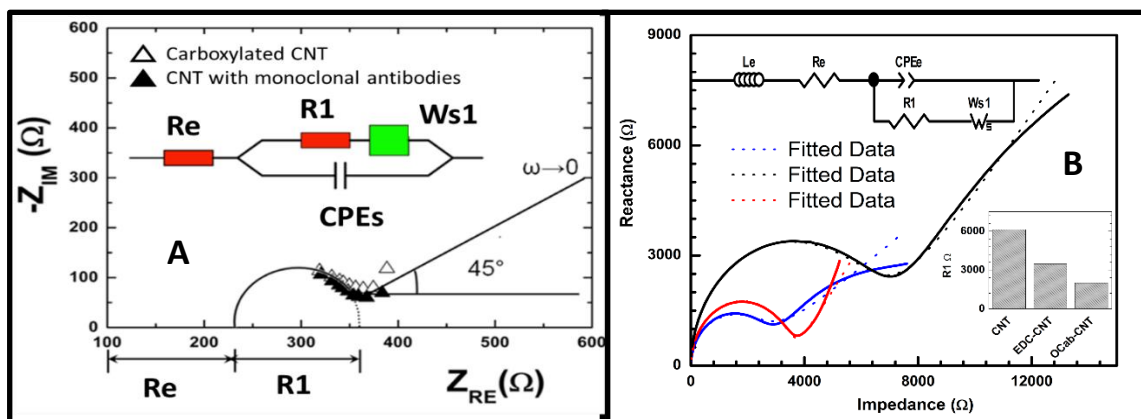 600
500
400
300
200
100
0
-Z_IM (Ω)
△ Carboxylated CNT
▲ CNT with monoclonal antibodies
R1
Ws1
Re
CPEs
ω→0
A
45°
100
200
300
400
500
600
Re
R1
Z_RE(Ω)
9000
6000
3000
0
Reactance (Ω)
Le
Re
CPEe
R1
Ws1
s
Fitted Data
Fitted Data
Fitted Data
B
6000
3000
0
R1 Ω
CNT
EDC-CNT
OCab-CNT
0
4000
8000
12000
Impedance (Ω)